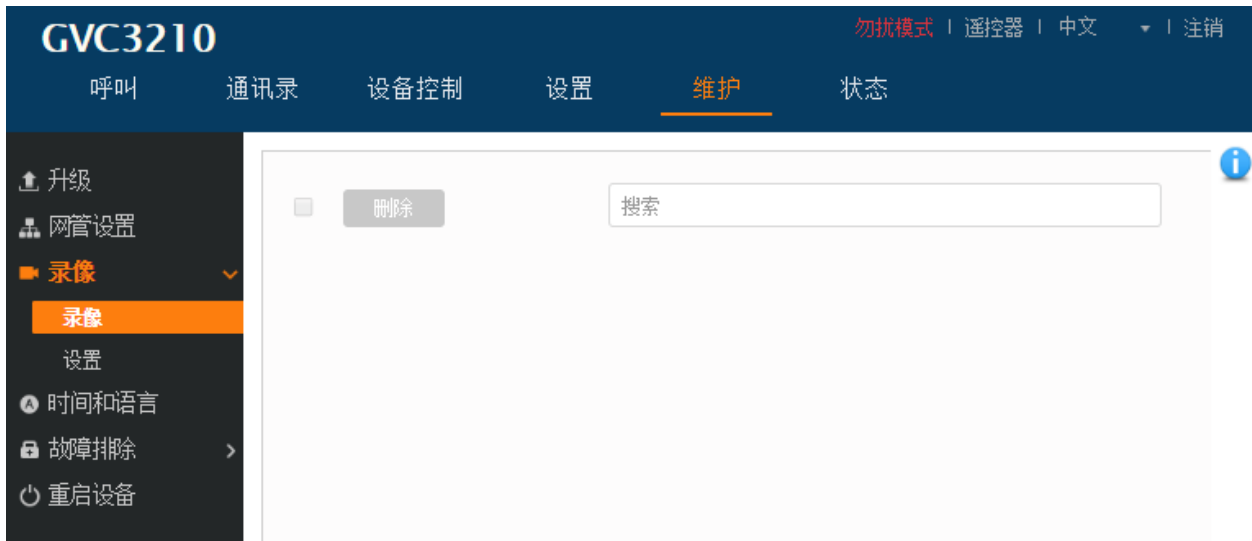 GVC3210
勿扰模式 | 遥控器 | 中文 | 注销
呼叫 通讯录 设备控制 设置 维护 状态
升级
网管设置
录像
录像
设置
时间和语言
故障排除
重启设备
删除 搜索